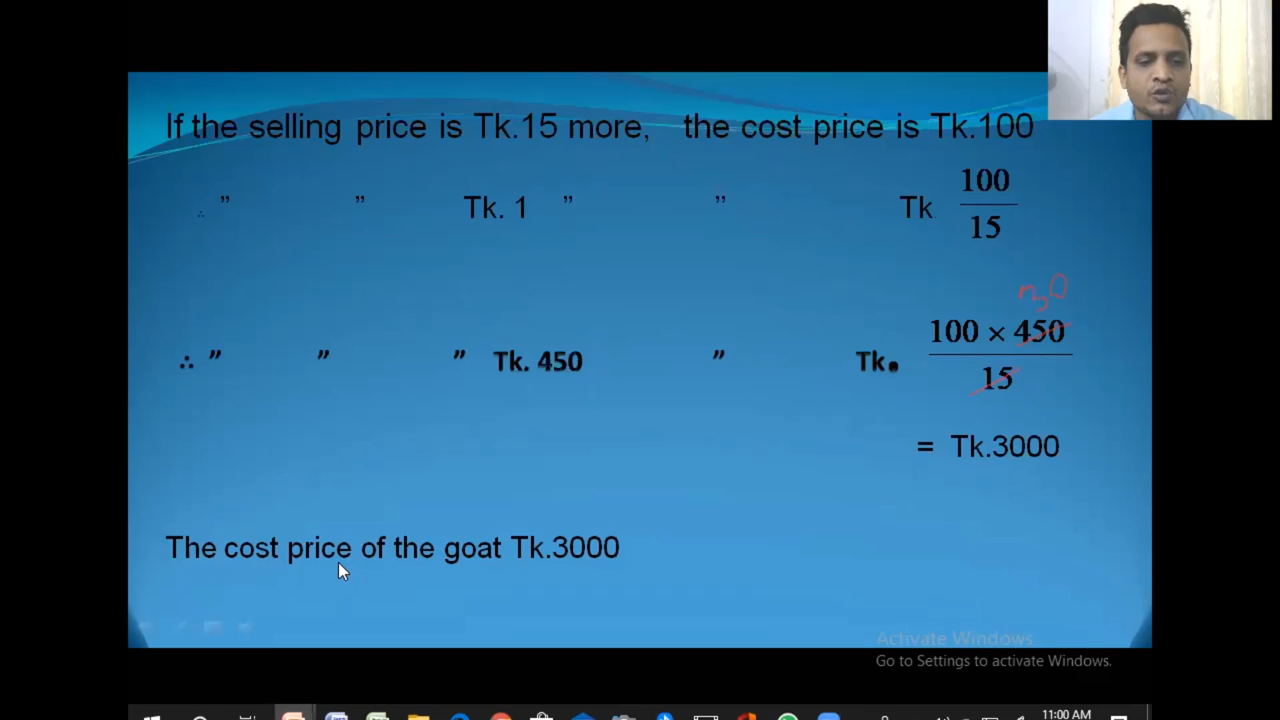 If the selling price is Tk.15 more, the cost price is Tk.100
∴ ” ” Tk. 1 ” ” Tk 100/15
30
∴ ” ” ” Tk. 450 ” Tk. 100 × 450/15
= Tk.3000
The cost price of the goat Tk.3000
Activate Windows
Go to Settings to activate Windows.
11:00 AM